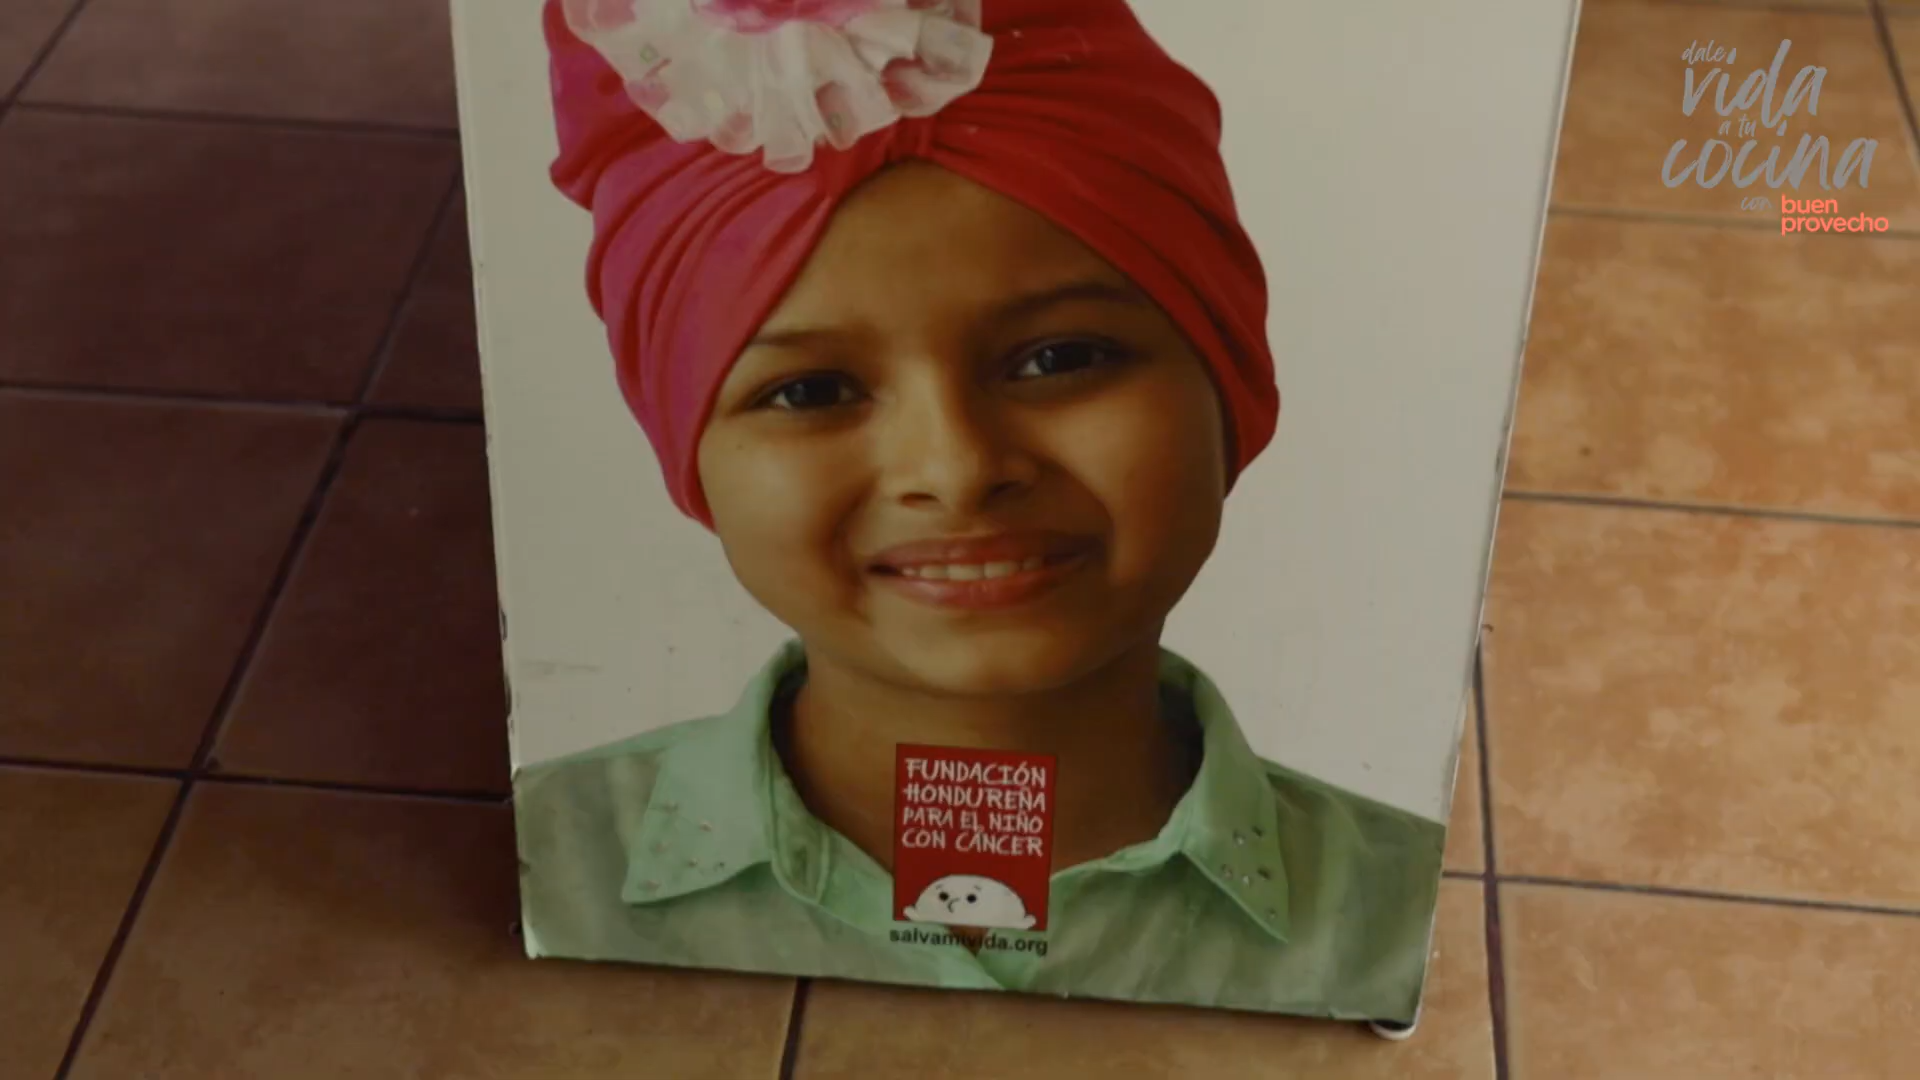 dale
vida
a tu
cocina
con buen
provecho
FUNDACIÓN
HONDUREÑA
PARA EL NIÑO
CON CÁNCER
salvamivida.org